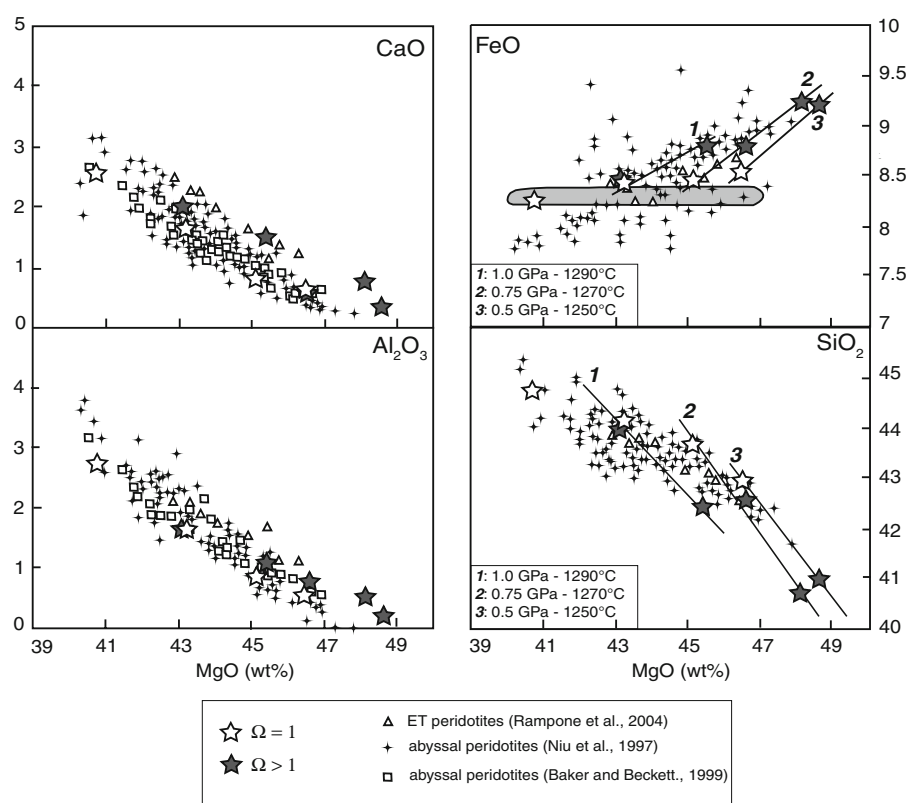 CaO
5
4
3
2
1
0
FeO
10
9.5
9
8.5
8
7.5
7
2
1
3
1: 1.0 GPa - 1290°C
2: 0.75 GPa - 1270°C
3: 0.5 GPa - 1250°C
Al2O3
4
3
2
1
0
39
41
43
45
47
49
MgO (wt%)
SiO2
45
44
43
42
41
40
1
2
3
1: 1.0 GPa - 1290°C
2: 0.75 GPa - 1270°C
3: 0.5 GPa - 1250°C
39
41
43
45
47
49
MgO (wt%)
Ω = 1
Ω > 1
ET peridotites (Rampone et al., 2004)
abyssal peridotites (Niu et al., 1997)
abyssal peridotites (Baker and Beckett., 1999)